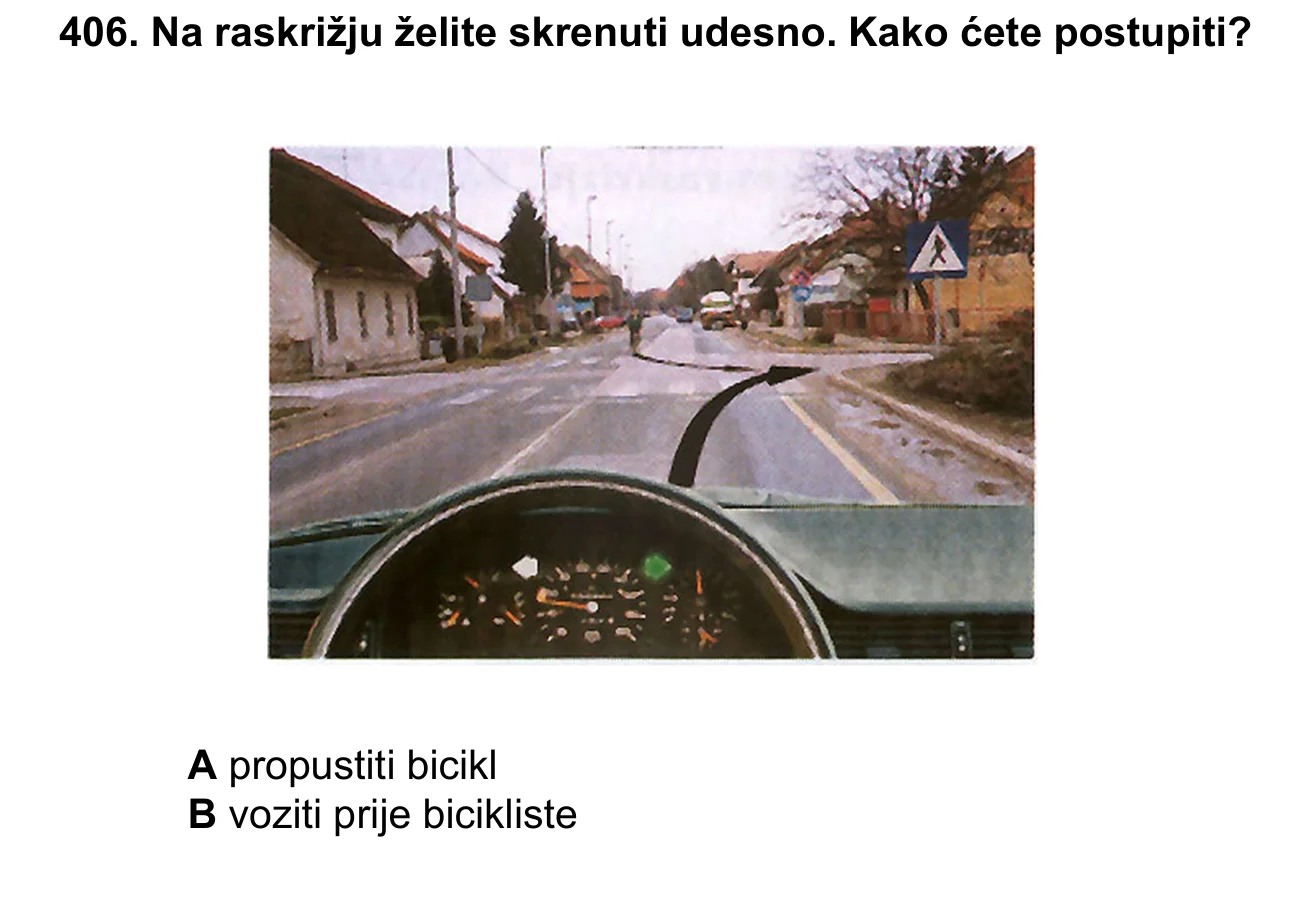 406. Na raskrižju želite skrenuti udesno. Kako ćete postupiti?
A propustiti bicikl
B voziti prije bicikliste